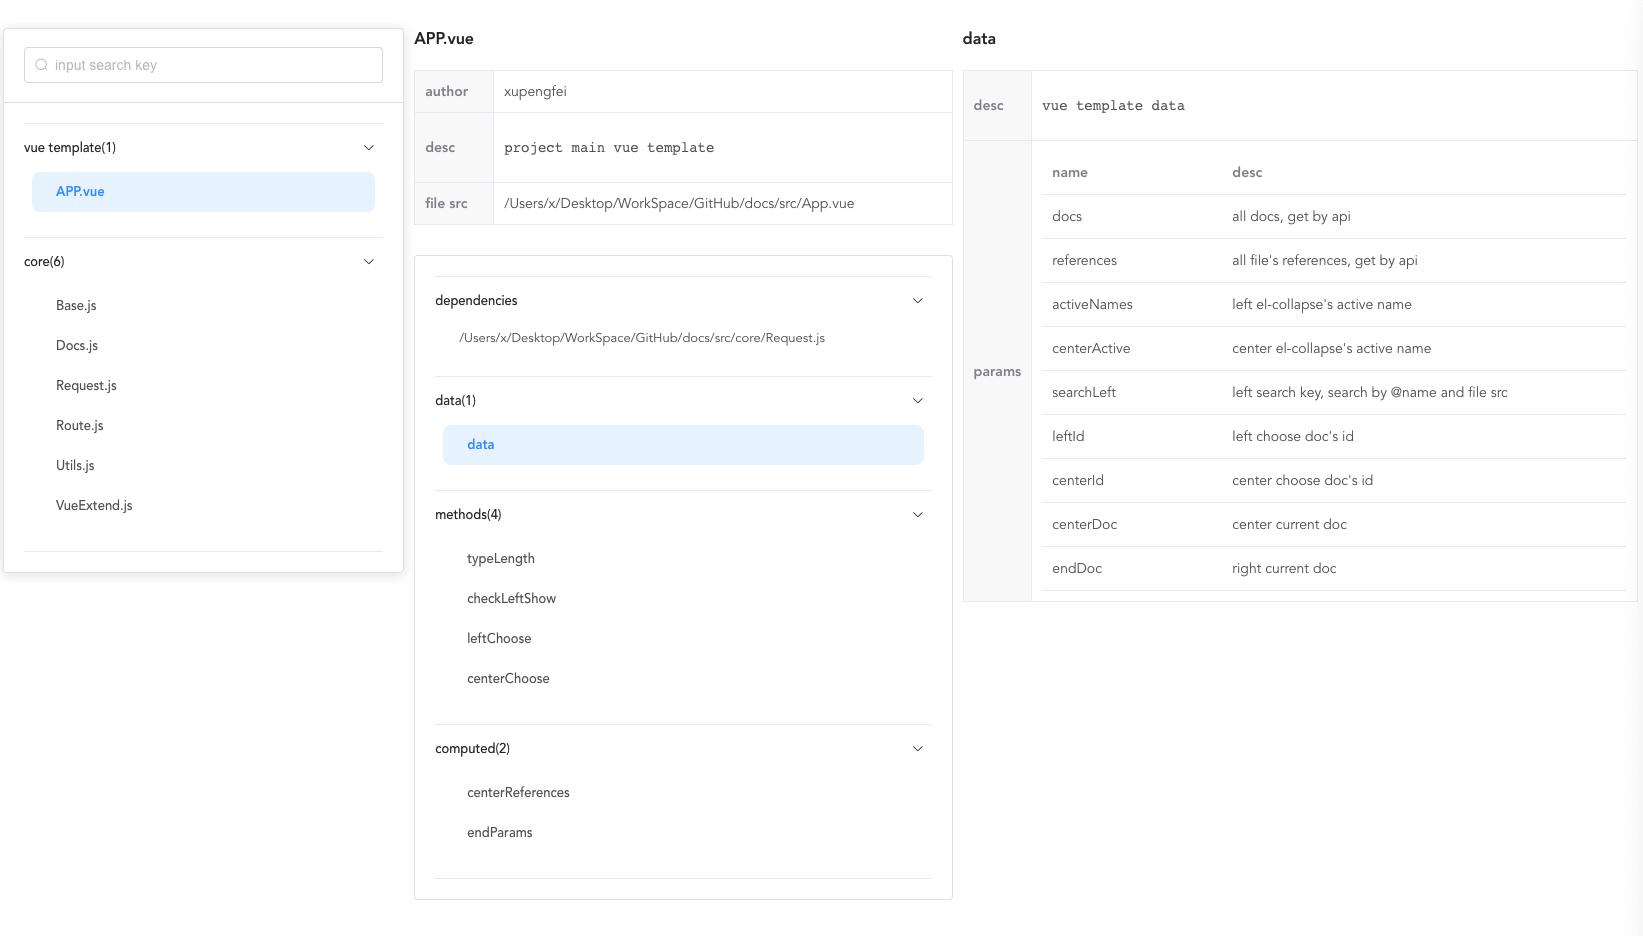 input search key
vue template(1)
APP.vue
core(6)
Base.js
Docs.js
Request.js
Route.js
Utils.js
VueExtend.js
APP.vue
author xupengfei
desc project main vue template
file src /Users/x/Desktop/WorkSpace/GitHub/docs/src/App.vue
dependencies
/Users/x/Desktop/WorkSpace/GitHub/docs/src/core/Request.js
data(1)
data
methods(4)
typeLength
checkLeftShow
leftChoose
centerChoose
computed(2)
centerReferences
endParams
data
desc vue template data
params
name desc
docs all docs, get by api
references all file's references, get by api
activeNames left el-collapse's active name
centerActive center el-collapse's active name
searchLeft left search key, search by @name and file src
leftId left choose doc's id
centerId center choose doc's id
centerDoc center current doc
endDoc right current doc